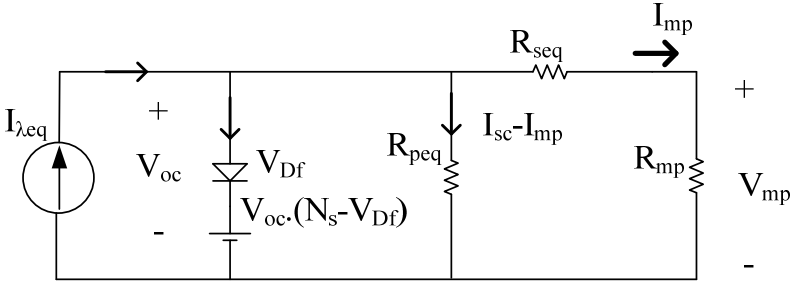 Imp
Rseq
+
+
Iλeq
Isc-Imp
VDf
Rpeq
Rmp
Voc
Vmp
Voc.(Ns-VDf)
-
-